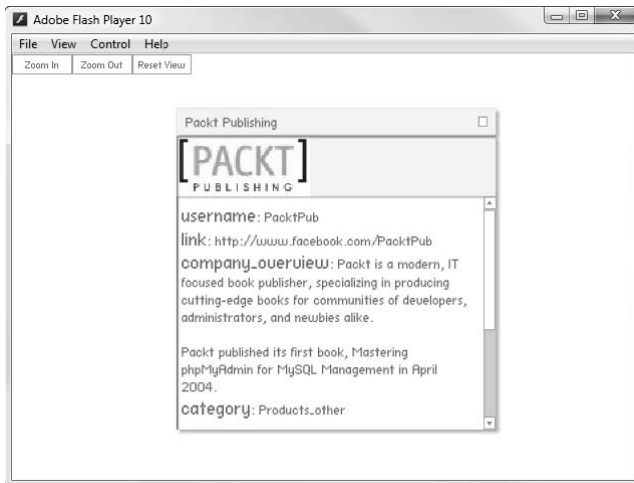 Adobe Flash Player 10
File View Control Help
Zoom In Zoom Out Reset View
Packt Publishing
[PACKT]
PUBLISHING
username: PacktPub
link: http://www.facebook.com/PacktPub
company_overview: Packt is a modern, IT
focused book publisher, specializing in producing
cutting-edge books for communities of developers,
administrators, and newbies alike.
Packt published its first book, Mastering
phpMyAdmin for MySQL Management in April
2004.
category: Products_other